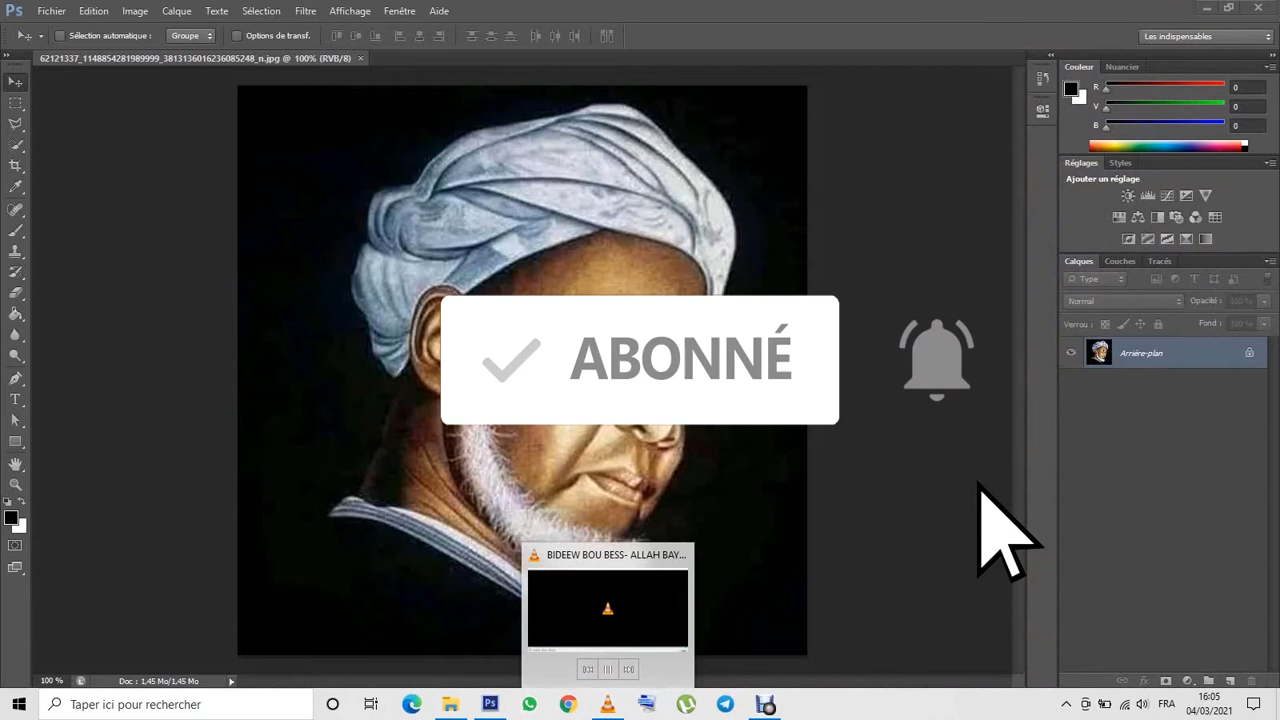 Ps Fichier Edition Image Calque Texte Sélection Filtre Affichage Fenêtre Aide
Sélection automatique : Groupe Options de transf. Les indispensables
62121337_1148854281989999_3813136016236085248_n.jpg @ 100% (RVB/8) ×
Couleur Nuancier
R 0
V 0
B 0
Réglages Styles
Ajouter un réglage
Calques Couches Tracés
Type
Normal Opacité : 100 %
Verrou : Fond : 100 %
Arrière-plan
ABONNÉ
BIDEEW BOU BESS- ALLAH BAY...
100 % Doc : 1,45 Mo/1,45 Mo
Taper ici pour rechercher
Ps
FRA
16:05
04/03/2021